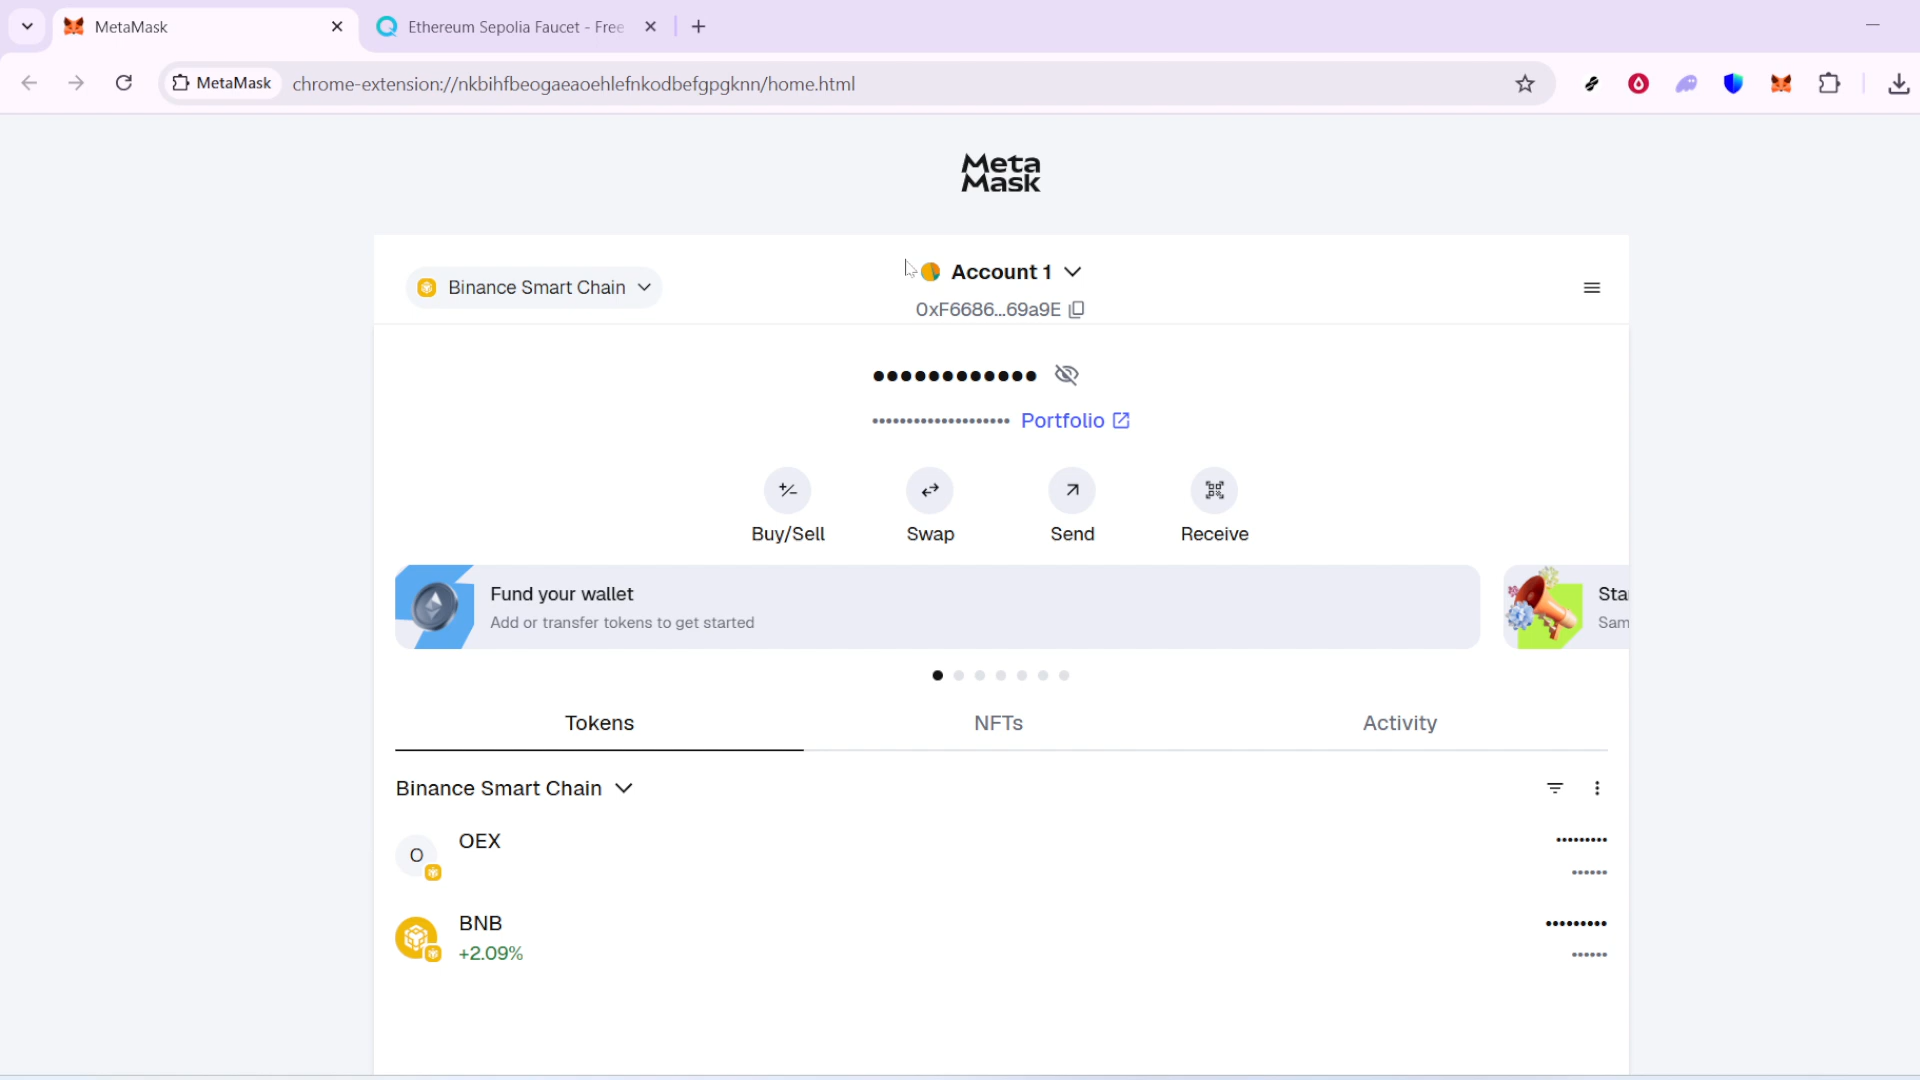 MetaMask
Ethereum Sepolia Faucet - Free
MetaMask
chrome-extension://nkbihfbeogaeaoehlefnkodbefgpgknn/home.html
Meta
Mask
Binance Smart Chain
Account 1
0xF6686...69a9E
••••••••••••
•••••••••••••••••••• Portfolio
Buy/Sell
Swap
Send
Receive
Fund your wallet
Add or transfer tokens to get started
Sta
Sam
Tokens
NFTs
Activity
Binance Smart Chain
O
OEX
•••••••••
••••••
BNB
•••••••••
+2.09%
••••••